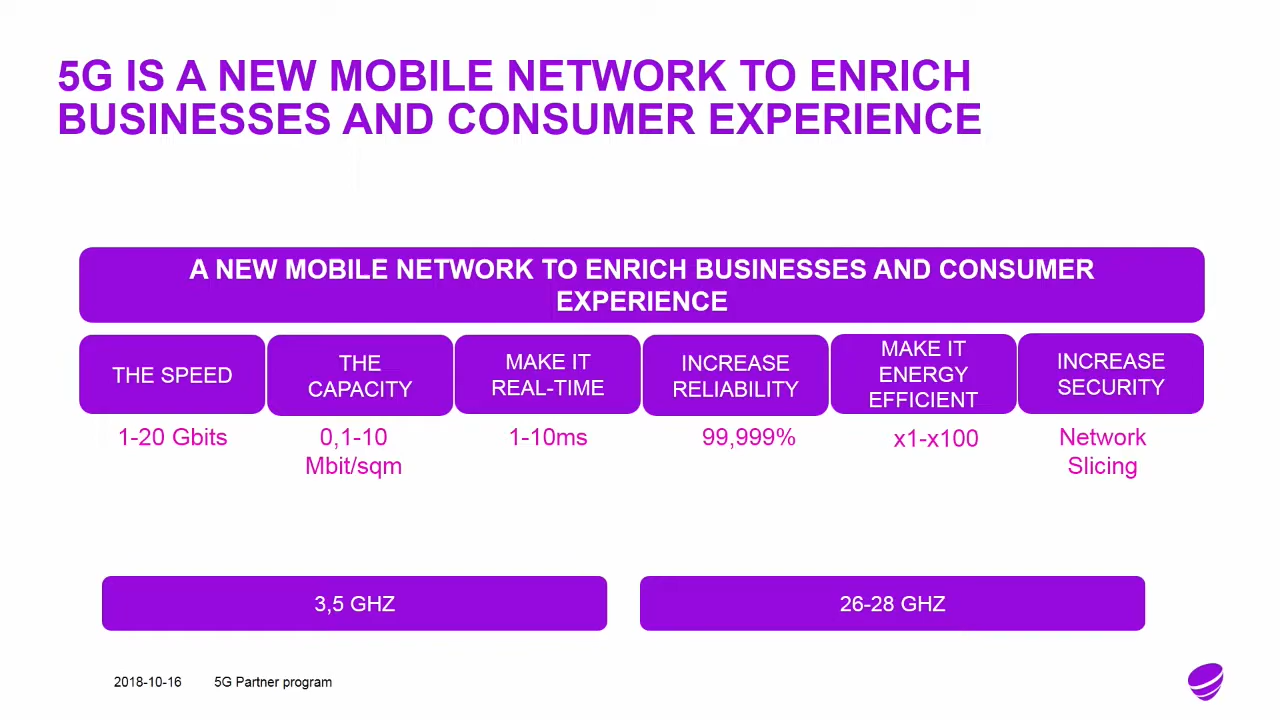 5G IS A NEW MOBILE NETWORK TO ENRICH
BUSINESSES AND CONSUMER EXPERIENCE
A NEW MOBILE NETWORK TO ENRICH BUSINESSES AND CONSUMER
EXPERIENCE
THE SPEED
1-20 Gbits
THE
CAPACITY
0,1-10
Mbit/sqm
MAKE IT
REAL-TIME
1-10ms
INCREASE
RELIABILITY
99,999%
MAKE IT
ENERGY
EFFICIENT
x1-x100
INCREASE
SECURITY
Network
Slicing
3,5 GHZ
26-28 GHZ
2018-10-16
5G Partner program